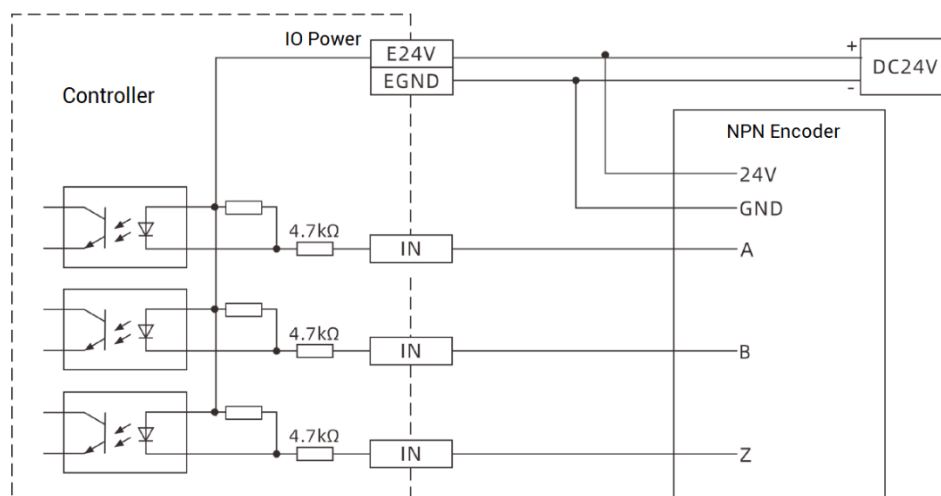 IO Power
E24V
EGND
+
-
DC24V
Controller
NPN Encoder
24V
GND
4.7kΩ
IN
A
4.7kΩ
IN
B
4.7kΩ
IN
Z